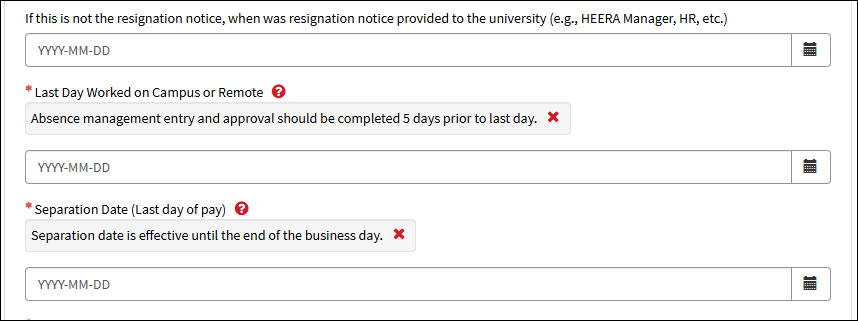 If this is not the resignation notice, when was resignation notice provided to the university (e.g., HEERA Manager, HR, etc.)
YYYY-MM-DD
* Last Day Worked on Campus or Remote ?
Absence management entry and approval should be completed 5 days prior to last day. ✖
YYYY-MM-DD
* Separation Date (Last day of pay) ?
Separation date is effective until the end of the business day. ✖
YYYY-MM-DD